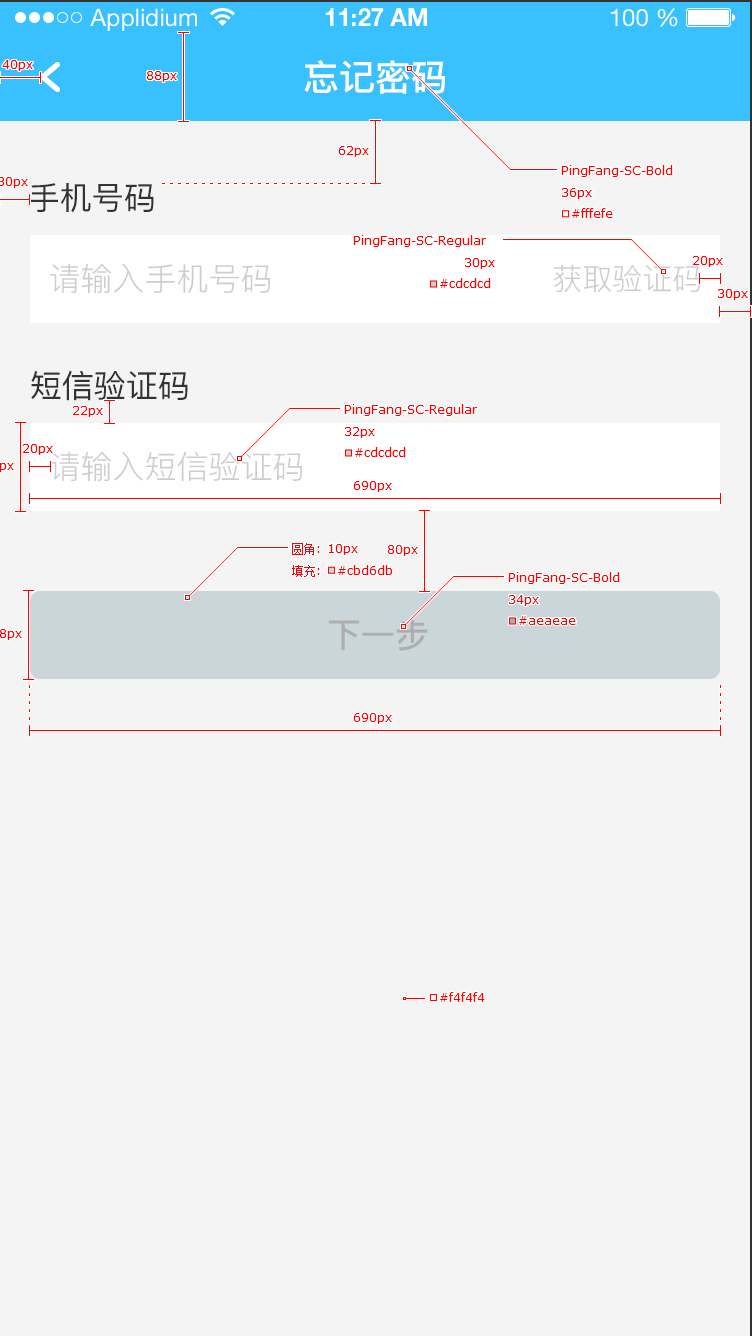 Applidium 11:27 AM 100 %
40px
88px
忘记密码
62px
PingFang-SC-Bold
36px
#fffefe
30px
手机号码
PingFang-SC-Regular
30px
#cdcdcd
请输入手机号码
获取验证码
20px
30px
短信验证码
22px
PingFang-SC-Regular
32px
#cdcdcd
20px
px
请输入短信验证码
690px
圆角：10px
80px
填充：#cbd6db
PingFang-SC-Bold
34px
#aeaeae
8px
下一步
690px
#f4f4f4